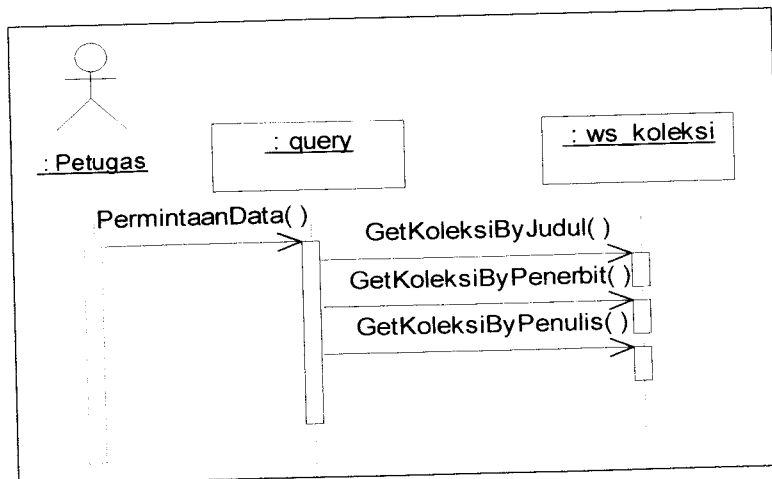 : Petugas
: query
: ws_koleksi
PermintaanData( )
GetKoleksiByJudul( )
GetKoleksiByPenerbit( )
GetKoleksiByPenulis( )